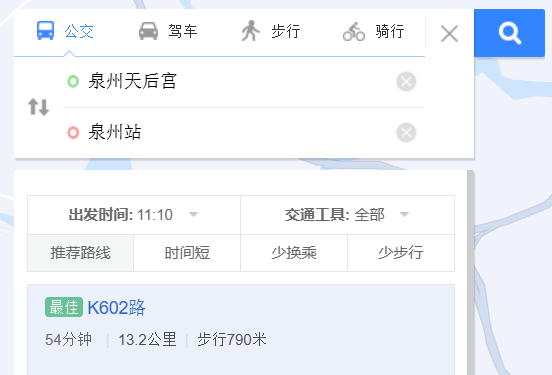 公交 驾车 步行 骑行
泉州天后宫
泉州站
出发时间: 11:10 交通工具: 全部
推荐路线 时间短 少换乘 少步行
最佳 K602路
54分钟 13.2公里 步行790米